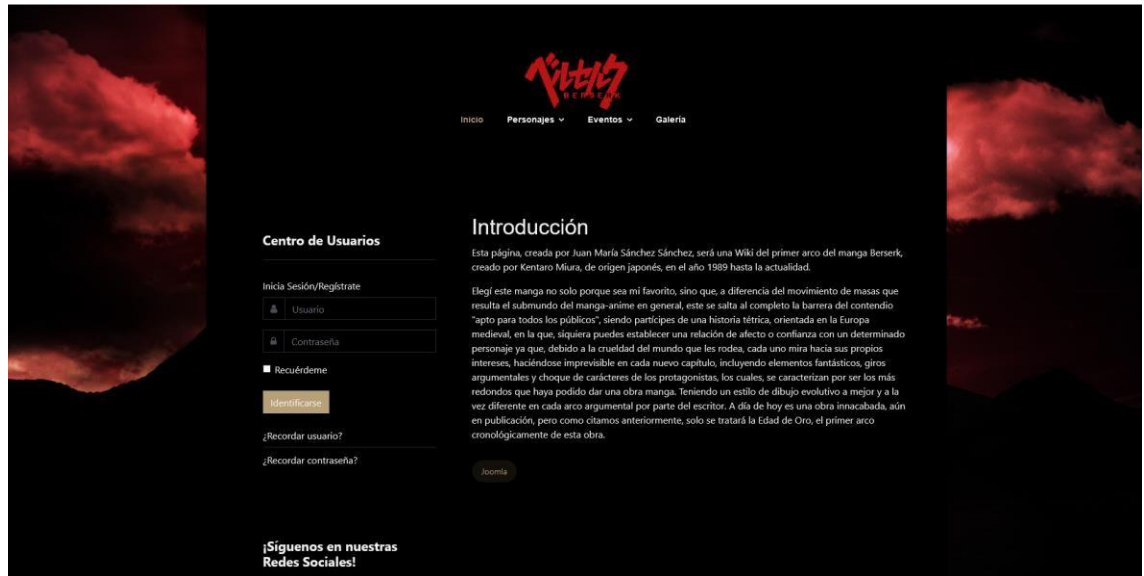 ベルセルク
BERSERK
Inicio Personajes Eventos Galería
Centro de Usuarios
Inicia Sesión/Regístrate
Usuario
Contraseña
Recuérdeme
Identificarse
¿Recordar usuario?
¿Recordar contraseña?
¡Síguenos en nuestras
Redes Sociales!
Introducción
Esta página, creada por Juan María Sánchez Sánchez, será una Wiki del primer arco del manga Berserk,
creado por Kentaro Miura, de origen japonés, en el año 1989 hasta la actualidad.
Elegí este manga no solo porque sea mi favorito, sino que, a diferencia del movimiento de masas que
resulta el submundo del manga-anime en general, este se salta al completo la barrera del contendio
"apto para todos los públicos", siendo partícipes de una historia tétrica, orientada en la Europa
medieval, en la que, siquiera puedes establecer una relación de afecto o confianza con un determinado
personaje ya que, debido a la crueldad del mundo que les rodea, cada uno mira hacia sus propios
intereses, haciéndose imprevisible en cada nuevo capítulo, incluyendo elementos fantásticos, giros
argumentales y choque de carácteres de los protagonistas, los cuales, se caracterizan por ser los más
redondos que haya podido dar una obra manga. Teniendo un estilo de dibujo evolutivo a mejor y a la
vez diferente en cada arco argumental por parte del escritor. A día de hoy es una obra innacabada, aún
en publicación, pero como citamos anteriormente, solo se tratará la Edad de Oro, el primer arco
cronológicamente de esta obra.
Joomla